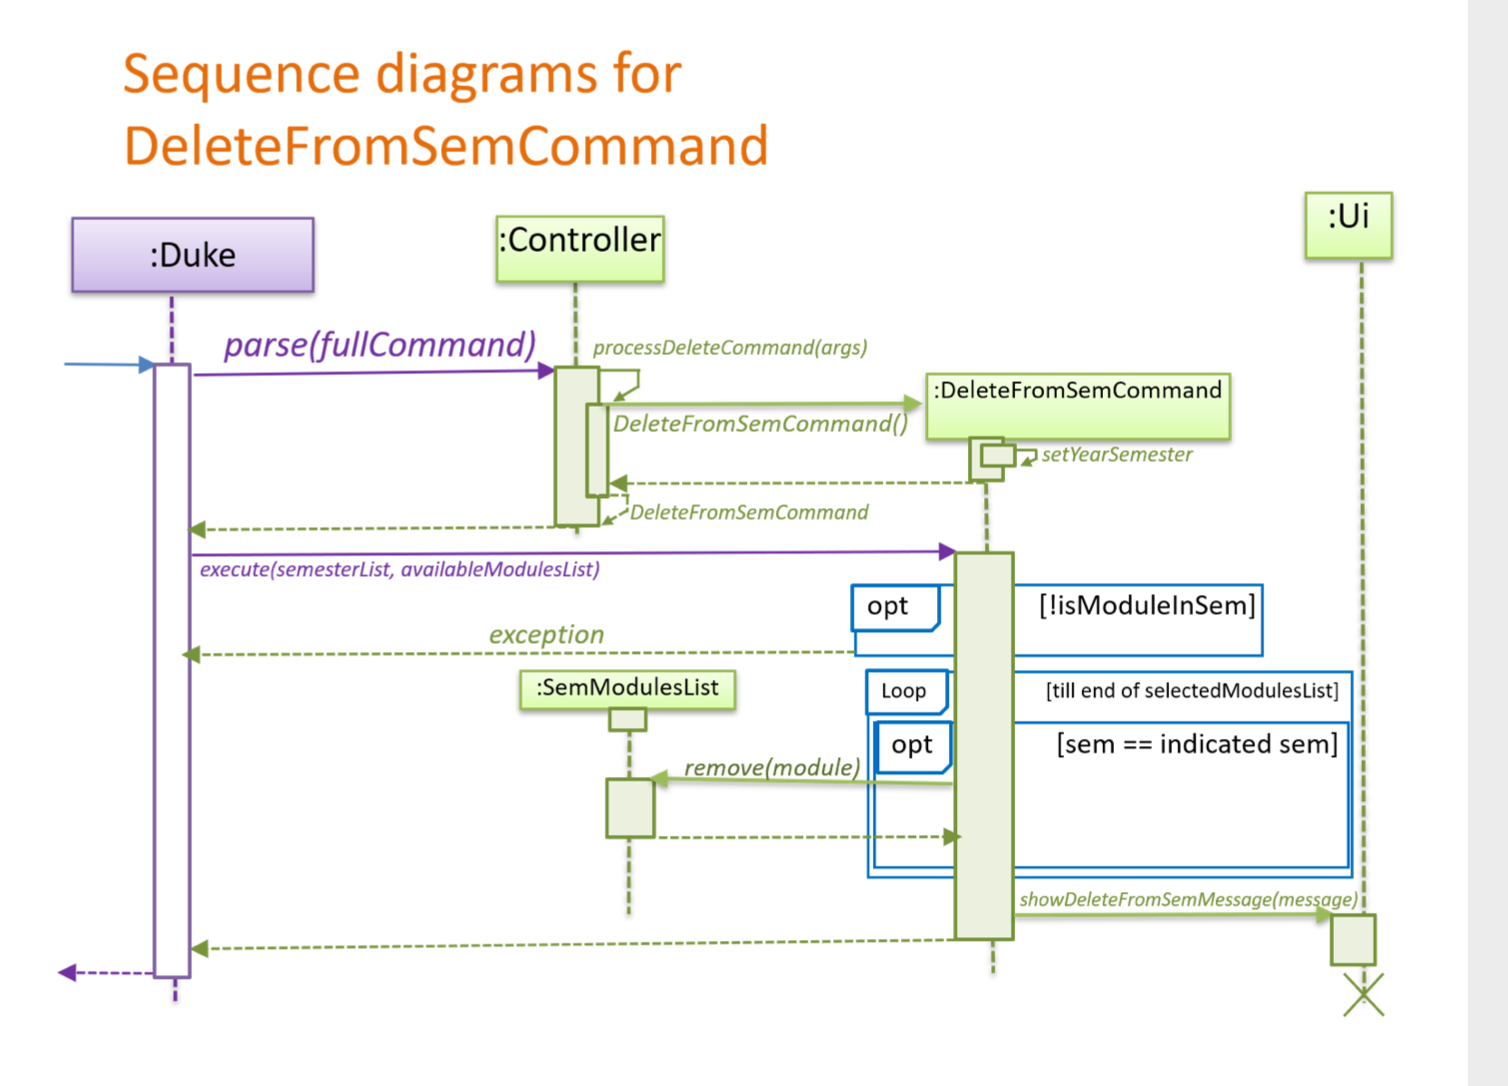 Sequence diagrams for
DeleteFromSemCommand
:Duke
:Controller
:Ui
parse(fullCommand)
processDeleteCommand(args)
:DeleteFromSemCommand
DeleteFromSemCommand()
setYearSemester
DeleteFromSemCommand
execute(semesterList, availableModulesList)
opt
[!isModuleInSem]
exception
:SemModulesList
Loop
[till end of selectedModulesList]
opt
[sem == indicated sem]
remove(module)
showDeleteFromSemMessage(message)